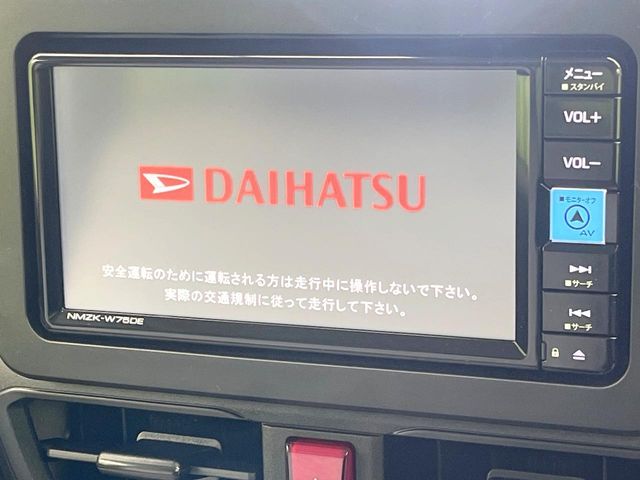 メニュー
■スタンバイ
VOL+
VOL-
DAIHATSU
■モニターオフ
AV
安全運転のために運転される方は走行中に操作しないで下さい。
実際の交通規制に従って走行して下さい。
■サーチ
■サーチ
NMZK-W75DE